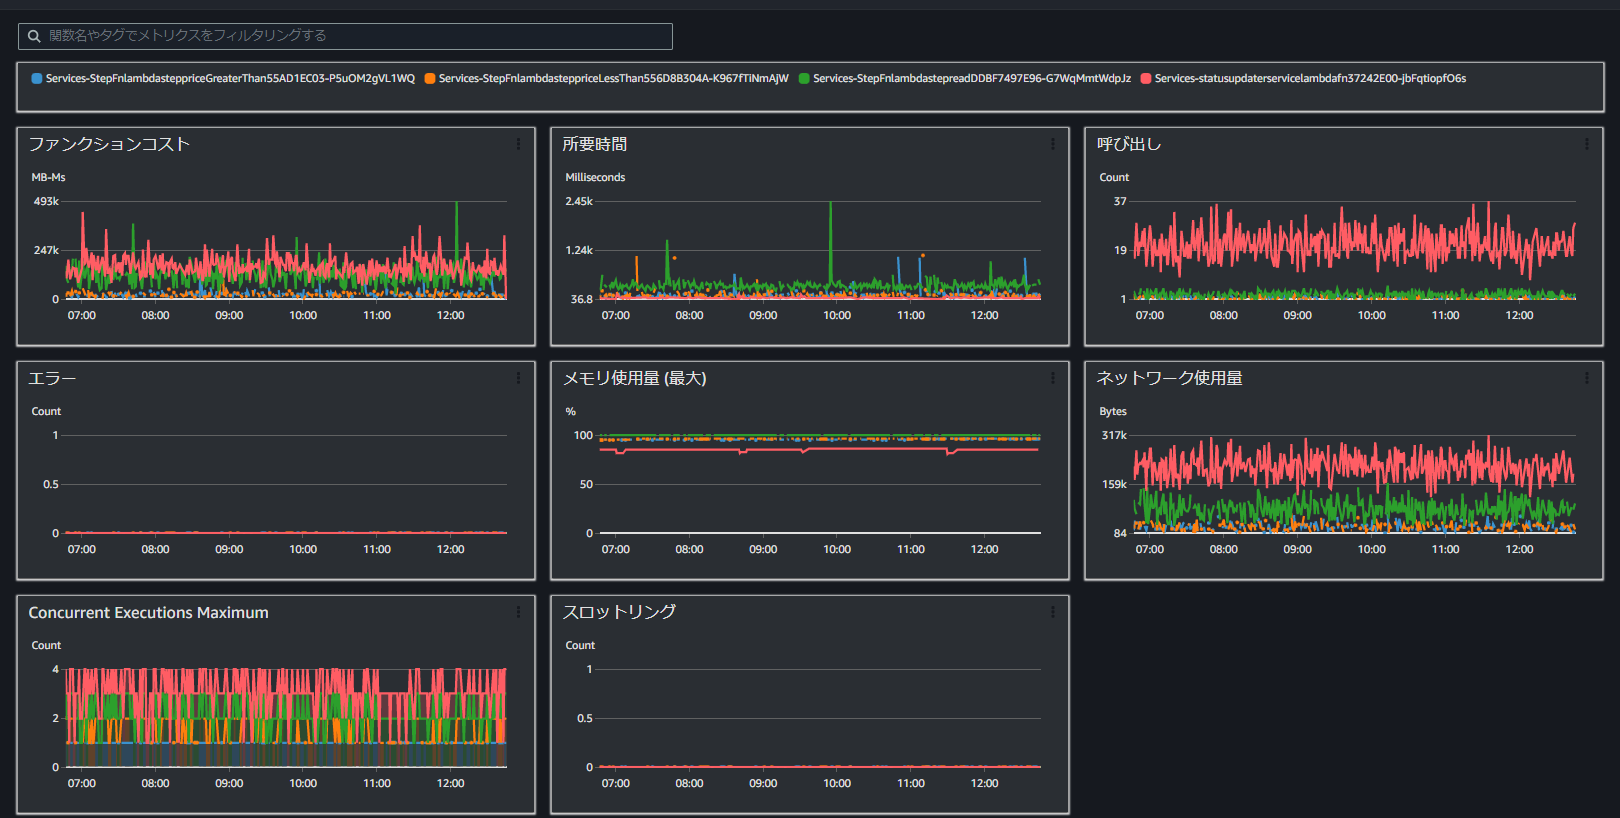 関数名やタグでメトリクスをフィルタリングする
Services-StepFnlambdasteppriceGreaterThan55AD1EC03-P5uOM2gVL1WQ Services-StepFnlambdasteppriceLessThan556D8B304A-K967fTiNmAjW Services-StepFnlambdastepreadDDBF7497E96-G7WqMmtWdpJz Services-statusupdaterservicelambdafn37242E00-jbFqtIopfO6s
ファンクションコスト
MB-Ms
493k
247k
0
07:00 08:00 09:00 10:00 11:00 12:00
所要時間
Milliseconds
2.45k
1.24k
36.8
07:00 08:00 09:00 10:00 11:00 12:00
呼び出し
Count
37
19
1
07:00 08:00 09:00 10:00 11:00 12:00
エラー
Count
1
0.5
0
07:00 08:00 09:00 10:00 11:00 12:00
メモリ使用量 (最大)
%
100
50
0
07:00 08:00 09:00 10:00 11:00 12:00
ネットワーク使用量
Bytes
317k
159k
84
07:00 08:00 09:00 10:00 11:00 12:00
Concurrent Executions Maximum
Count
4
2
0
07:00 08:00 09:00 10:00 11:00 12:00
スロットリング
Count
1
0.5
0
07:00 08:00 09:00 10:00 11:00 12:00